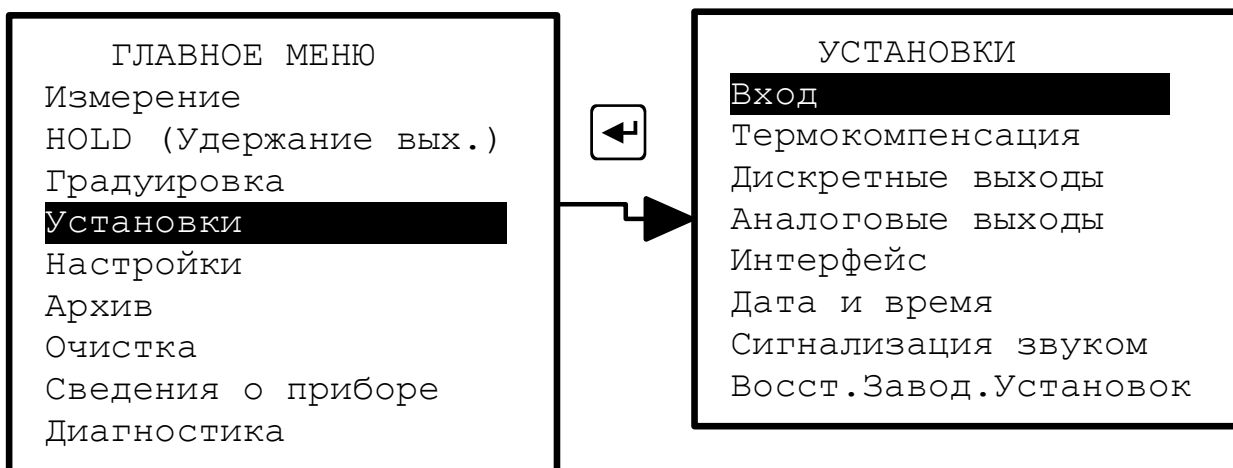 ГЛАВНОЕ МЕНЮ
Измерение
HOLD (Удержание вых.)
Градуировка
Установки
Настройки
Архив
Очистка
Сведения о приборе
Диагностика
УСТАНОВКИ
Вход
Термокомпенсация
Дискретные выходы
Аналоговые выходы
Интерфейс
Дата и время
Сигнализация звуком
Восст.Завод.Установок